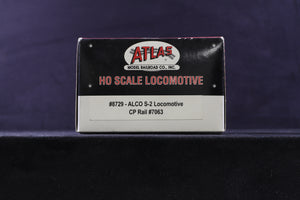 ATLAS
MODEL RAILROAD CO., INC.
HO SCALE LOCOMOTIVE
#8729 - ALCO S-2 Locomotive
CP Rail #7063